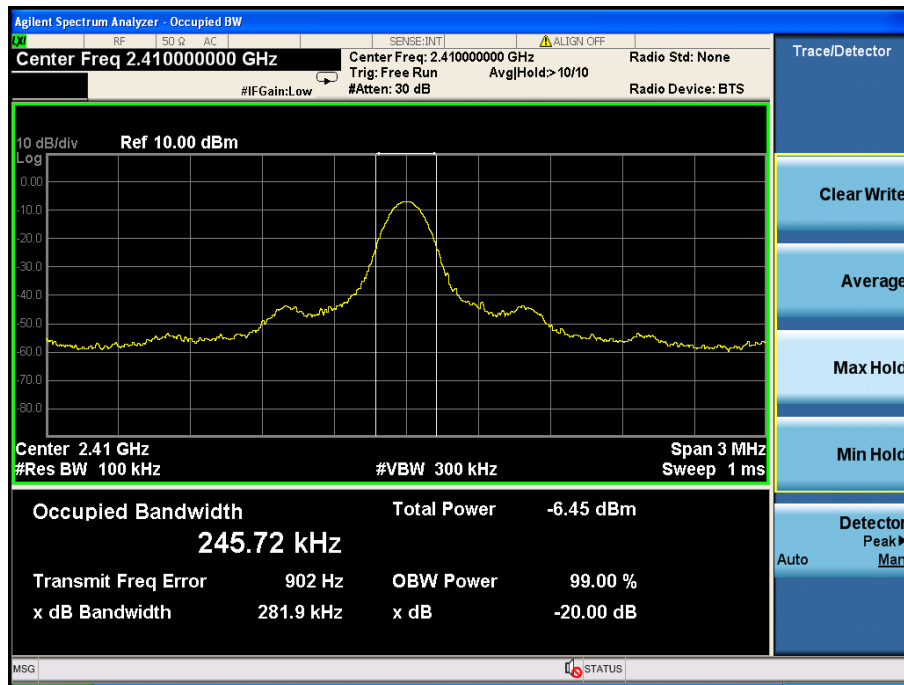 Agilent Spectrum Analyzer - Occupied BW
LXI RF 50 Ω AC SENSE:INT ALIGN OFF
Center Freq 2.410000000 GHz
#IFGain:Low
Center Freq: 2.410000000 GHz
Trig: Free Run Avg|Hold:>10/10
#Atten: 30 dB
Radio Std: None
Radio Device: BTS
10 dB/div Ref 10.00 dBm
Log
0.00
-10.0
-20.0
-30.0
-40.0
-50.0
-60.0
-70.0
-80.0
Center 2.41 GHz Span 3 MHz
#Res BW 100 kHz #VBW 300 kHz Sweep 1 ms
Occupied Bandwidth Total Power -6.45 dBm
245.72 kHz
Transmit Freq Error 902 Hz OBW Power 99.00 %
x dB Bandwidth 281.9 kHz x dB -20.00 dB
MSG STATUS
Trace/Detector
Clear Write
Average
Max Hold
Min Hold
Detector
Peak▶
Auto Man